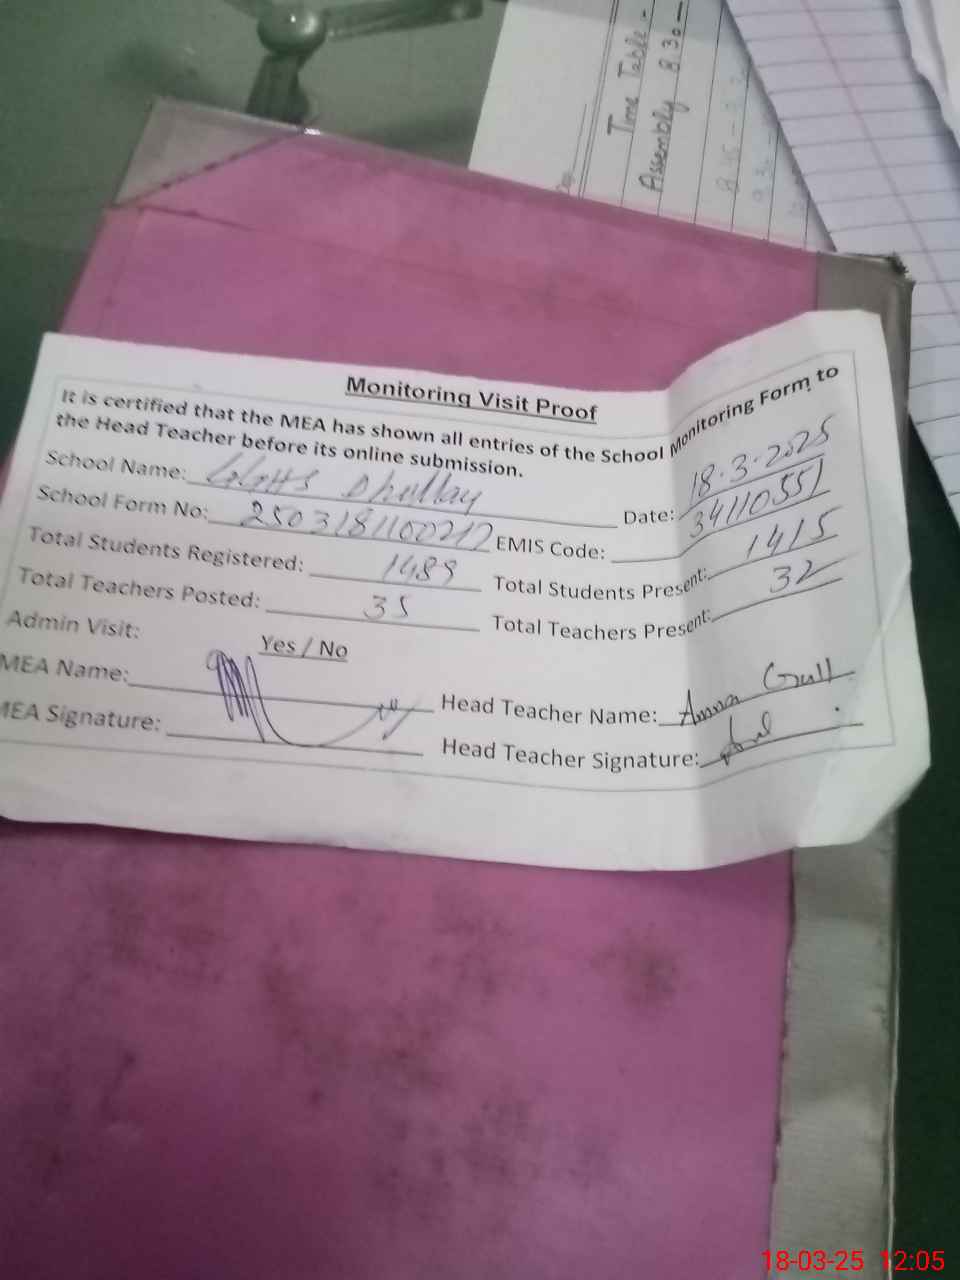 Time Table:-
Assembly 8 30 —
Monitoring Visit Proof
It is certified that the MEA has shown all entries of the School Monitoring Form to
the Head Teacher before its online submission.
School Name: GGHS Dhullay Date: 18.3.2025
School Form No: 2503181100212 EMIS Code: 34110551
Total Students Registered: 1489 Total Students Present: 1415
Total Teachers Posted: 35 Total Teachers Present: 32
Admin Visit: Yes / No
MEA Name: Head Teacher Name: Amna Gull
MEA Signature: Head Teacher Signature:
18-03-25 12:05